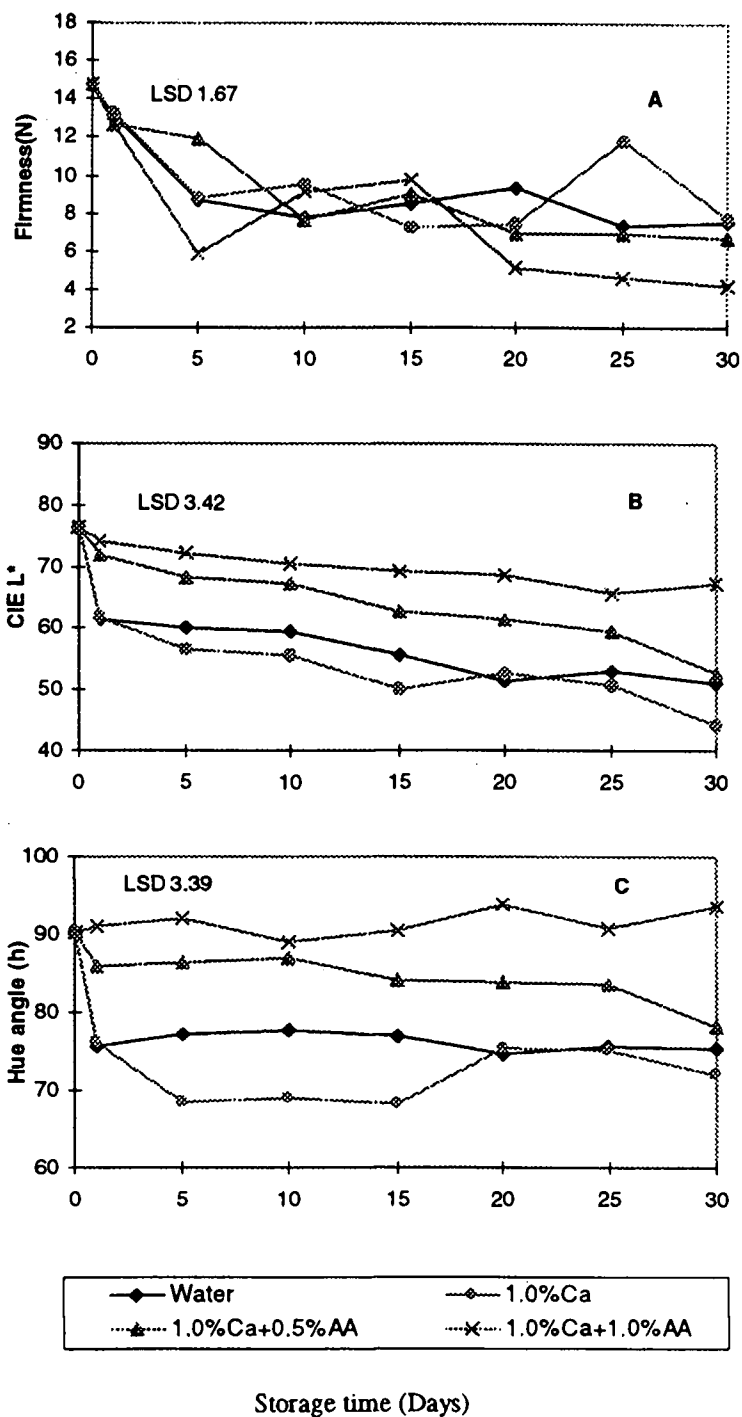 18
16
14
12
10
8
6
4
2
Firmness(N)
LSD 1.67
A
0 5 10 15 20 25 30
90
80
70
60
50
40
CIE L*
LSD 3.42
B
0 5 10 15 20 25 30
100
90
80
70
60
Hue angle (h)
LSD 3.39
C
0 5 10 15 20 25 30
Water 1.0%Ca
1.0%Ca+0.5%AA 1.0%Ca+1.0%AA
Storage time (Days)